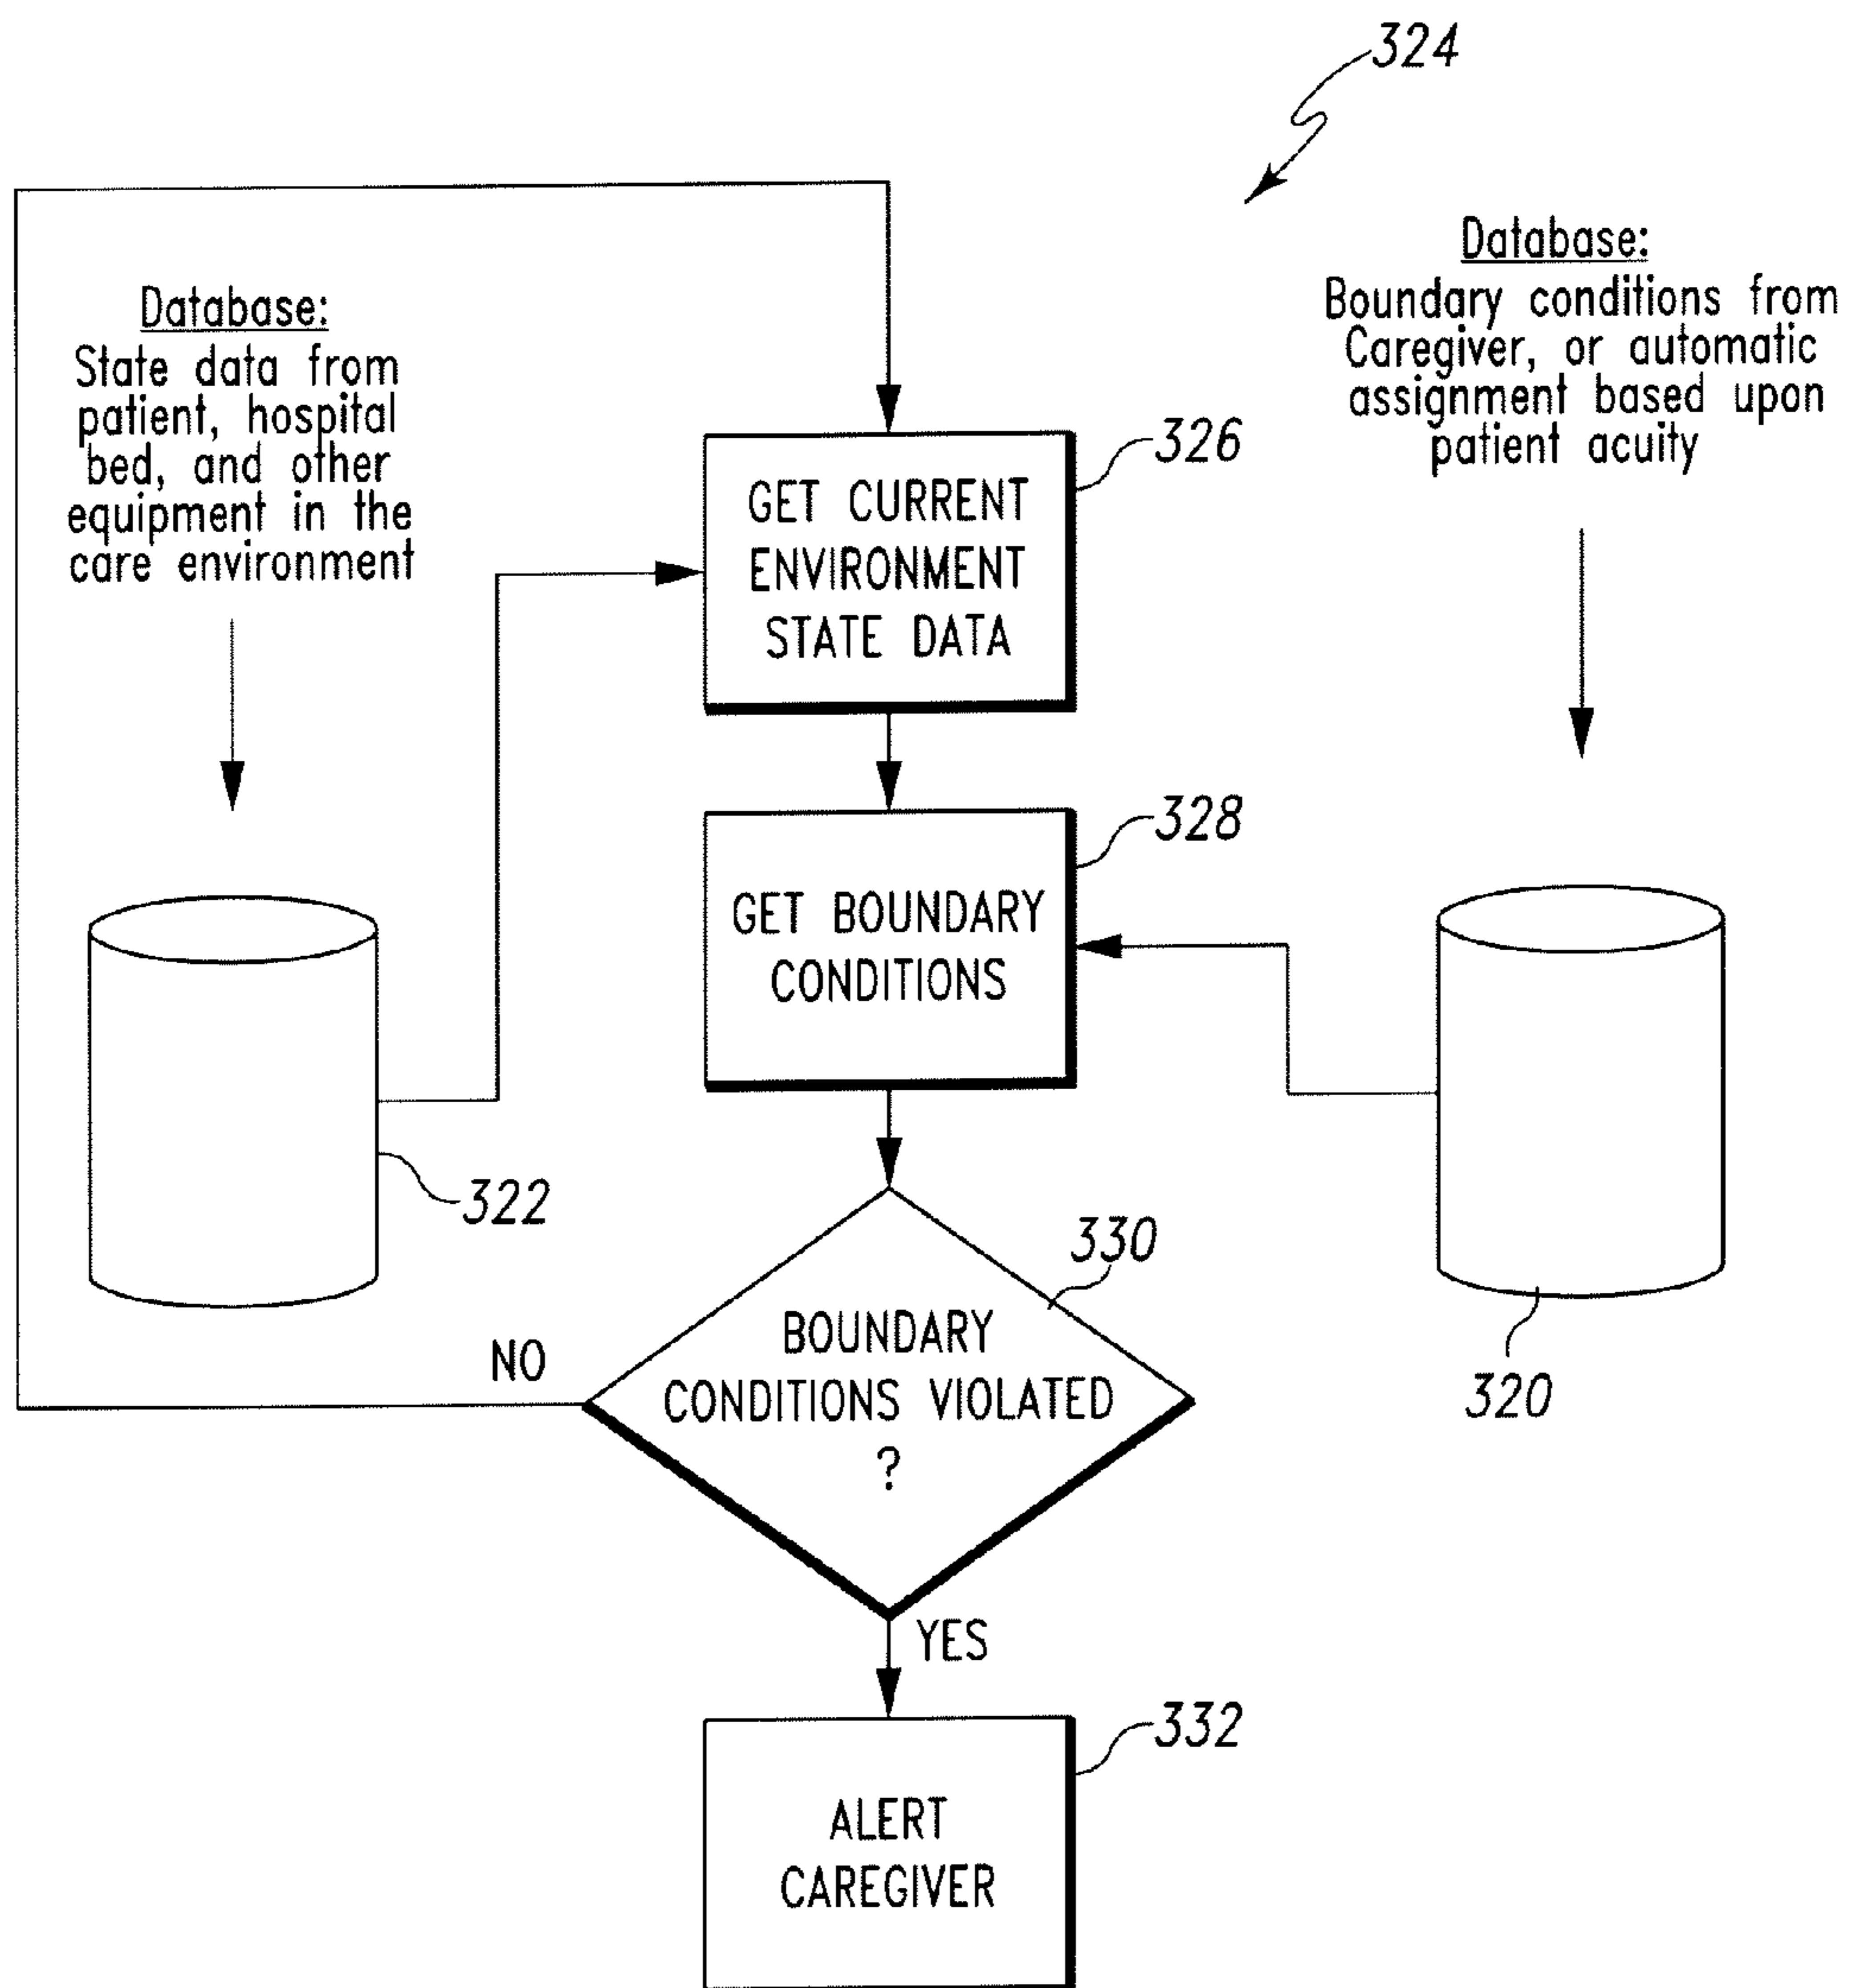 324
Database:
State data from
patient, hospital
bed, and other
equipment in the
care environment
Database:
Boundary conditions from
Caregiver, or automatic
assignment based upon
patient acuity
326
GET CURRENT
ENVIRONMENT
STATE DATA
328
GET BOUNDARY
CONDITIONS
322
330
BOUNDARY
CONDITIONS VIOLATED
?
NO
320
YES
332
ALERT
CAREGIVER